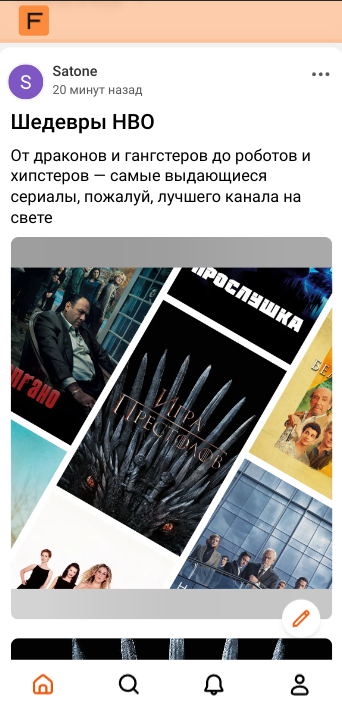 F
S
Satone
20 минут назад
Шедевры HBO
От драконов и гангстеров до роботов и
хипстеров — самые выдающиеся
сериалы, пожалуй, лучшего канала на
свете
ПРОСЛУШКА
ИГРА
ПРЕСТОЛОВ